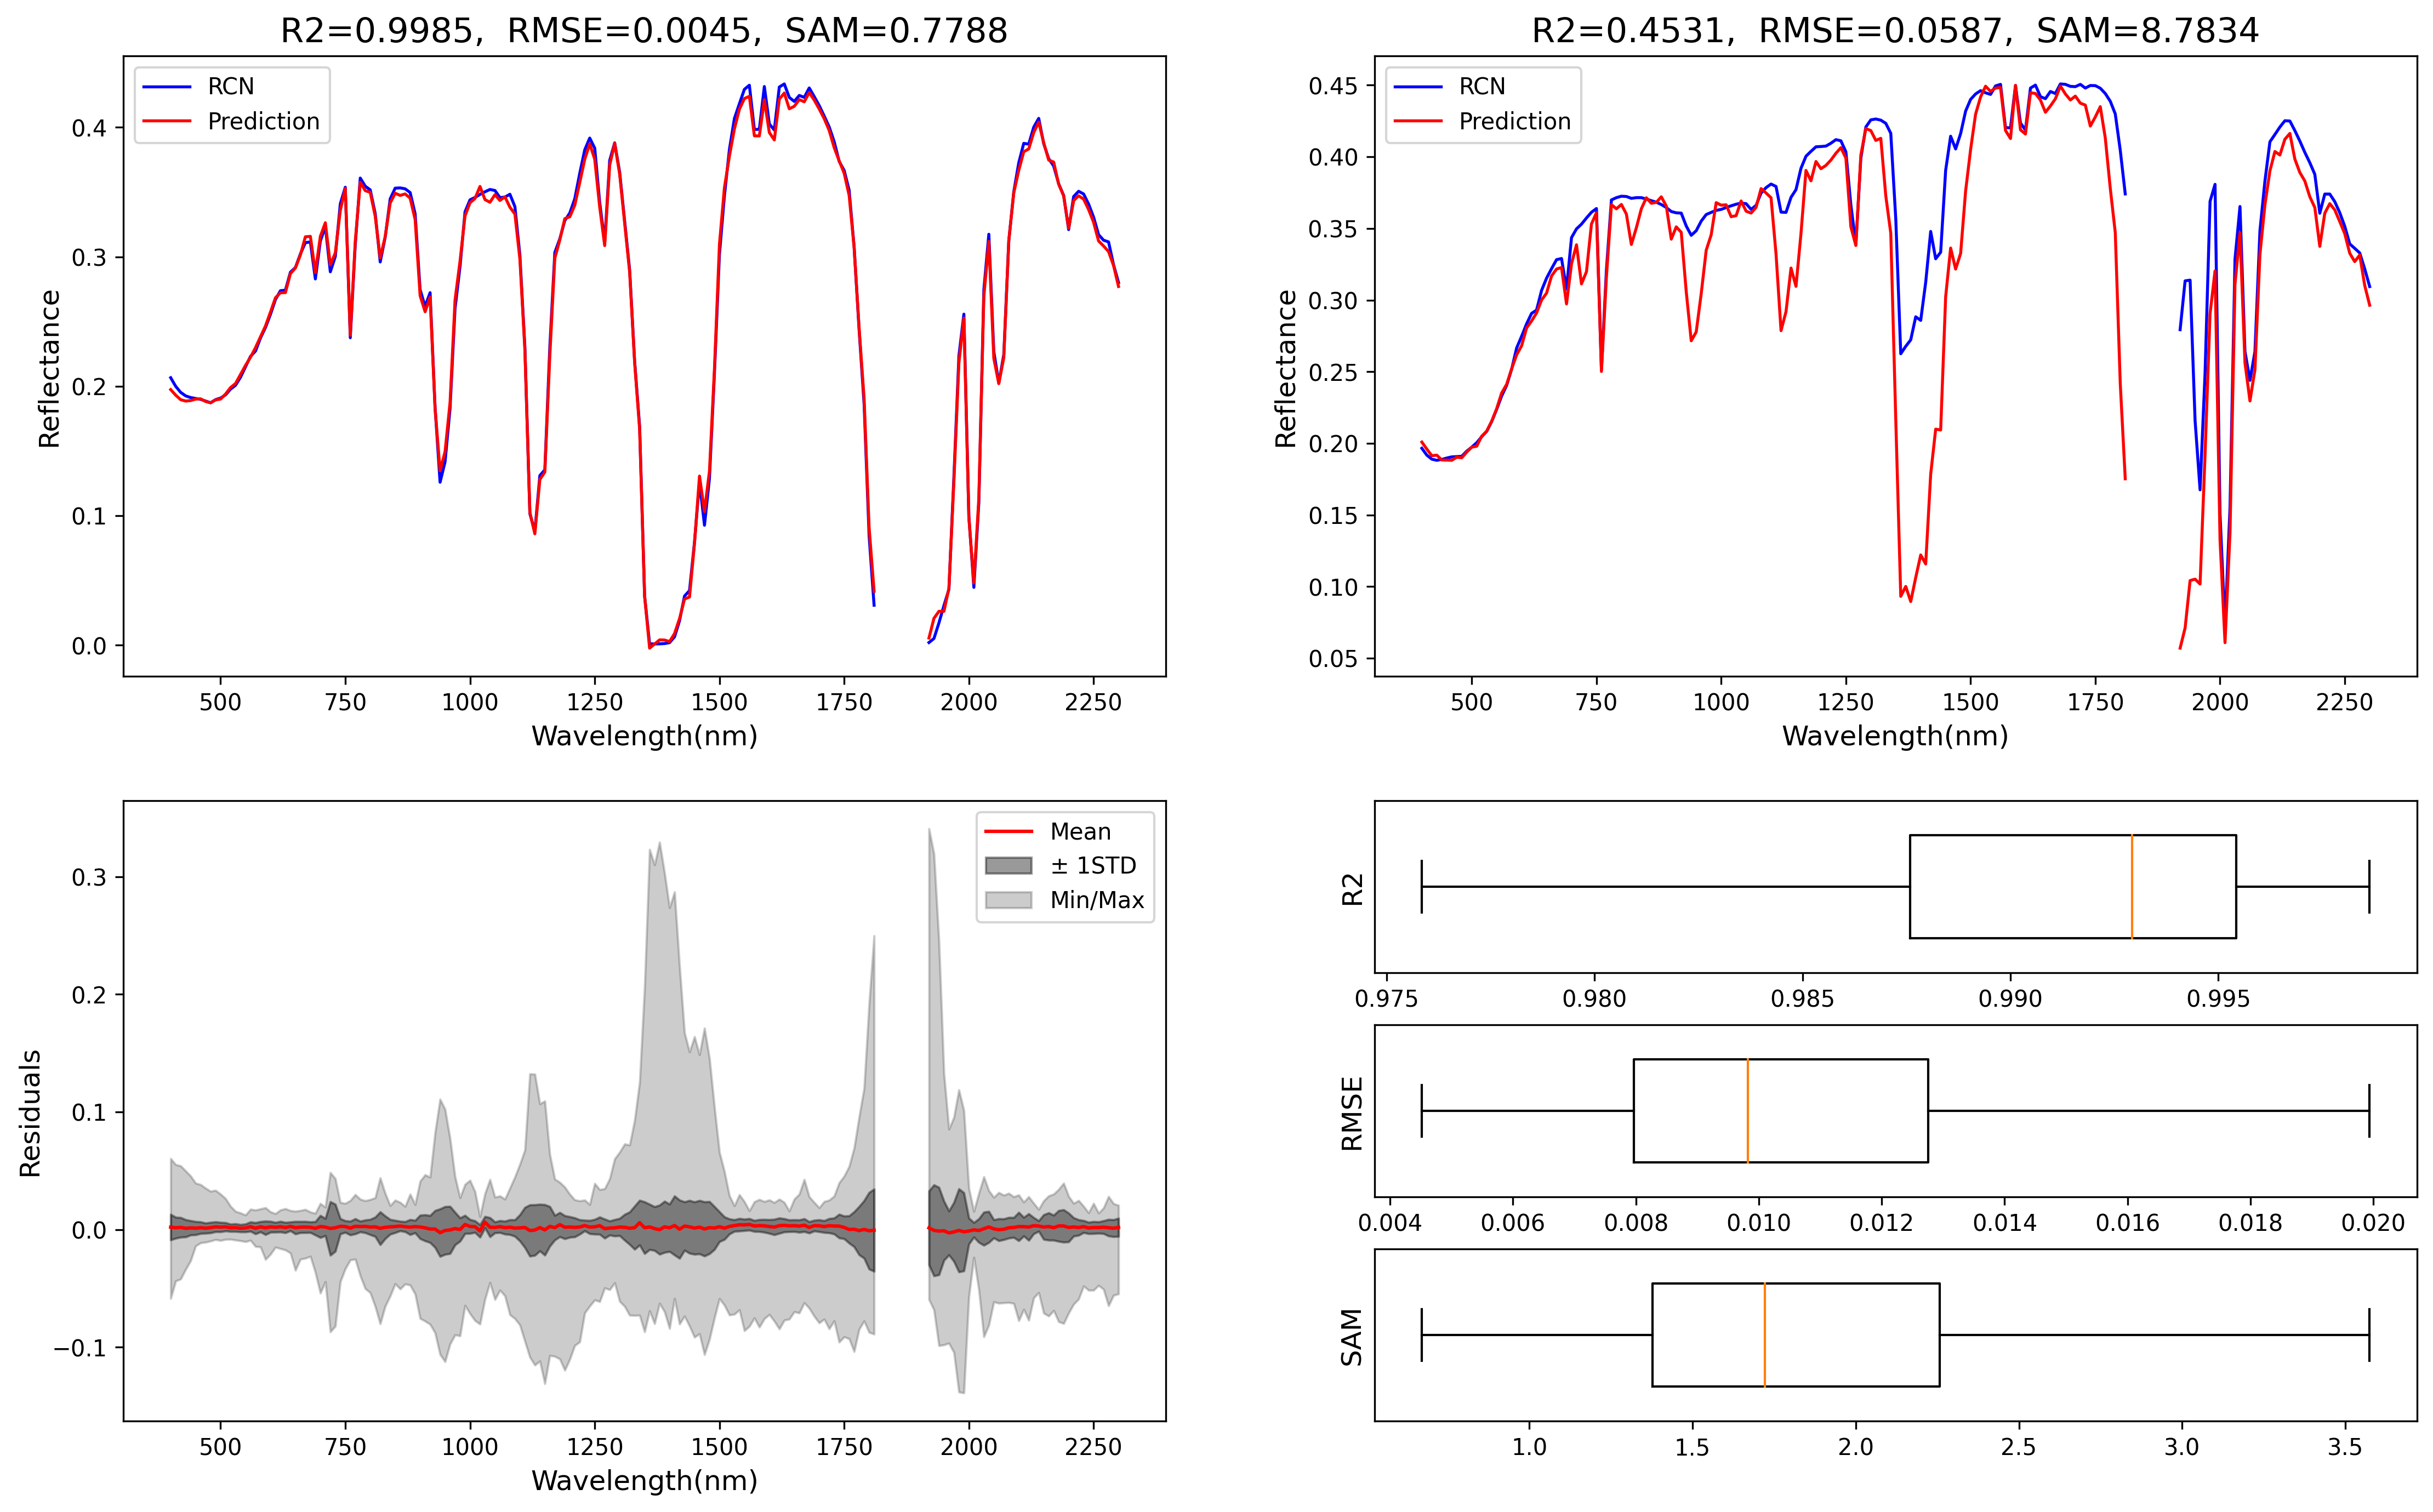 R2=0.9985,  RMSE=0.0045,  SAM=0.7788
RCN
Prediction
Reflectance
0.4
0.3
0.2
0.1
0.0
500 750 1000 1250 1500 1750 2000 2250
Wavelength(nm)
R2=0.4531,  RMSE=0.0587,  SAM=8.7834
RCN
Prediction
Reflectance
0.45
0.40
0.35
0.30
0.25
0.20
0.15
0.10
0.05
500 750 1000 1250 1500 1750 2000 2250
Wavelength(nm)
Mean
± 1STD
Min/Max
Residuals
0.3
0.2
0.1
0.0
−0.1
500 750 1000 1250 1500 1750 2000 2250
Wavelength(nm)
R2
0.975 0.980 0.985 0.990 0.995
RMSE
0.004 0.006 0.008 0.010 0.012 0.014 0.016 0.018 0.020
SAM
1.0 1.5 2.0 2.5 3.0 3.5